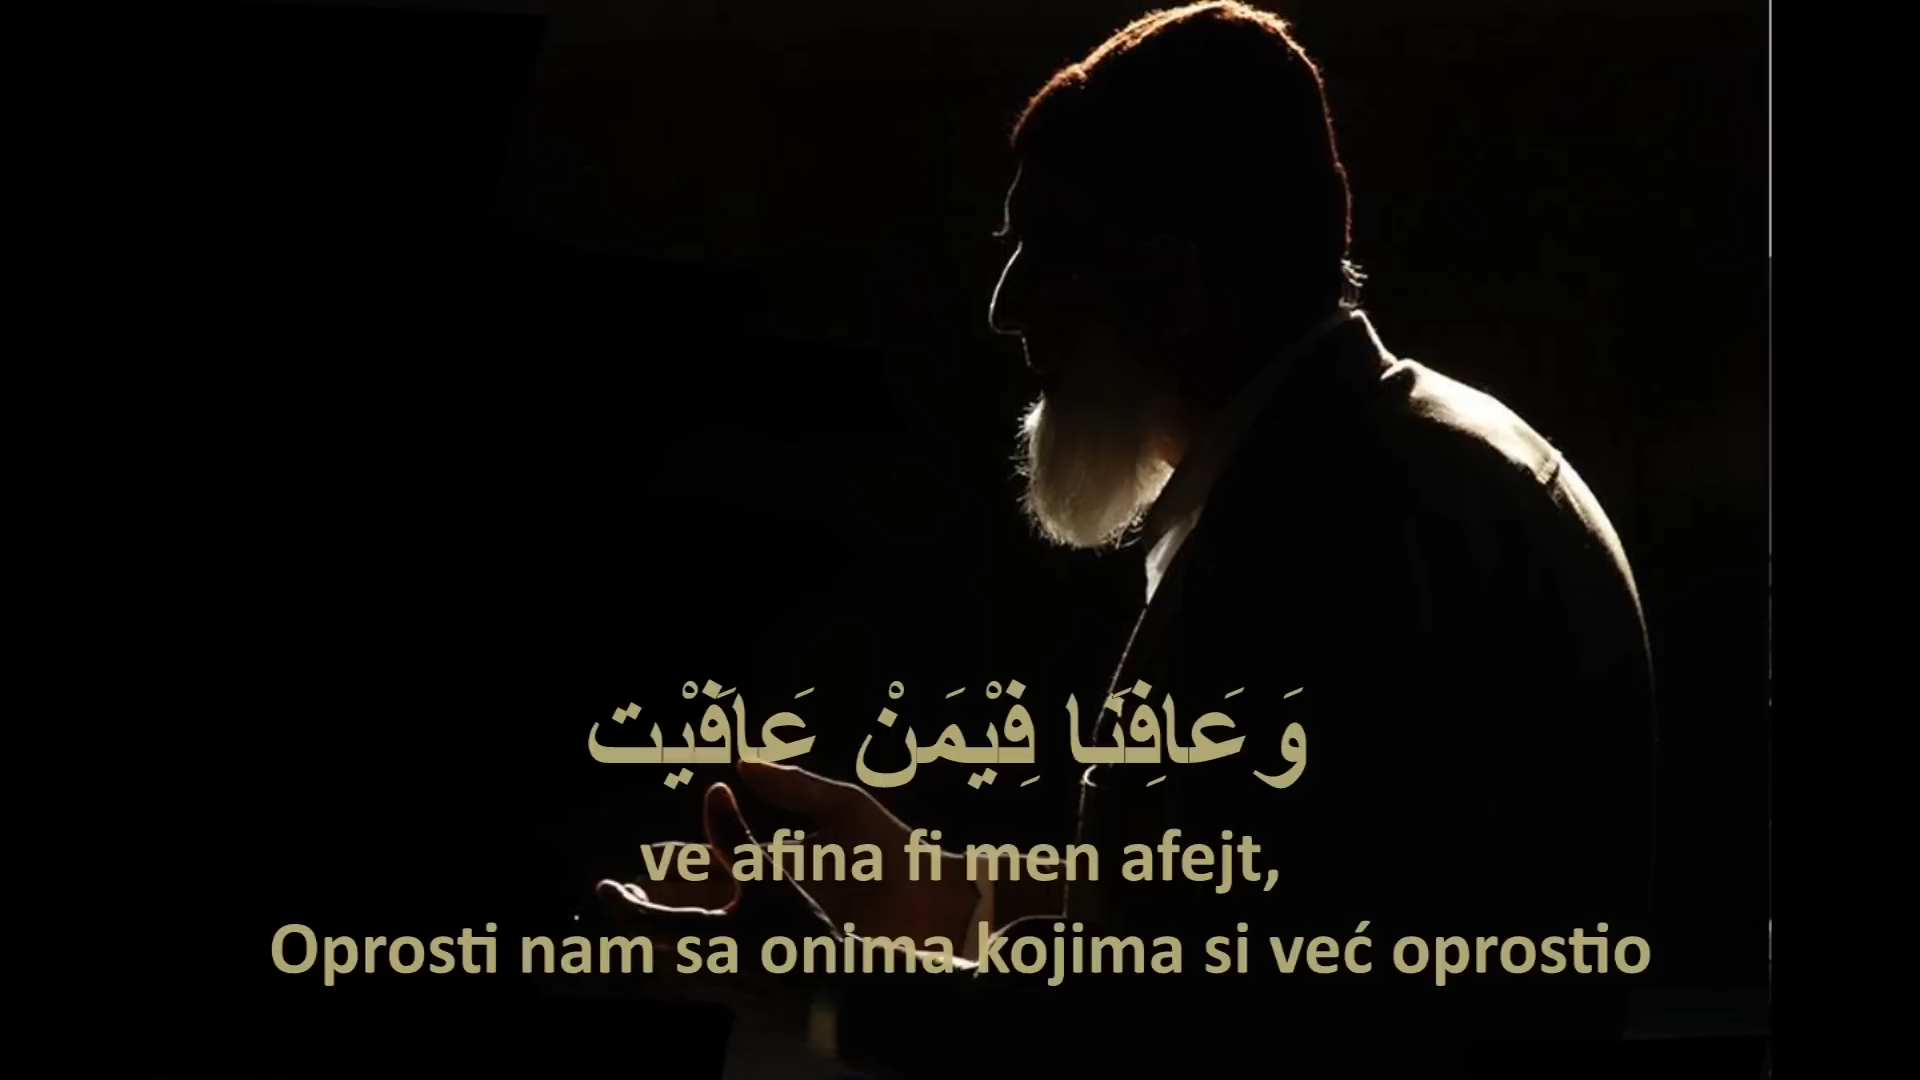 وَ عَافِنَا فِيْمَنْ عَافَيْت
ve afina fi men afejt,
Oprosti nam sa onima kojima si već oprostio